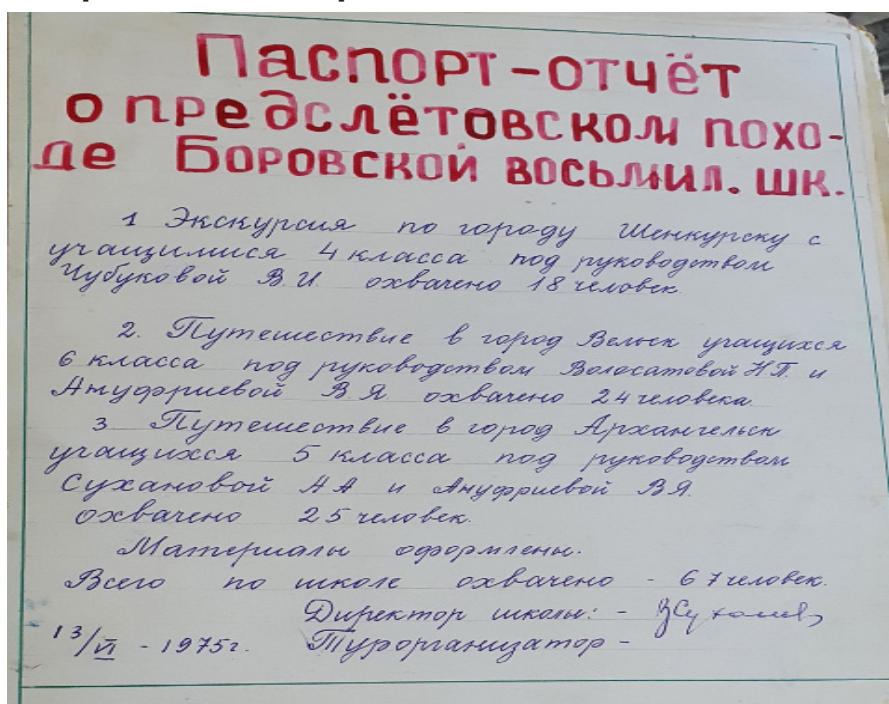 Паспорт-отчёт
о предслётовском похо-
де Боровской восьмил. шк.
1 Экскурсия по городу Шенкурску с
учащимися 4 класса под руководством
Чубуковой В.И. охвачено 18 человек.
2. Путешествие в город Вельск учащихся
6 класса под руководством Волосатовой Н.П. и
Ануфриевой В Я охвачено 24 человека
3 Путешествие в город Архангельск
учащихся 5 класса под руководством
Сухановой А А и Ануфриевой В.Я.
охвачено 25 человек.
Материалы оформлены.
Всего по школе охвачено - 67 человек.
Директор школы: -
13/VI - 1975г. Турорганизатор -